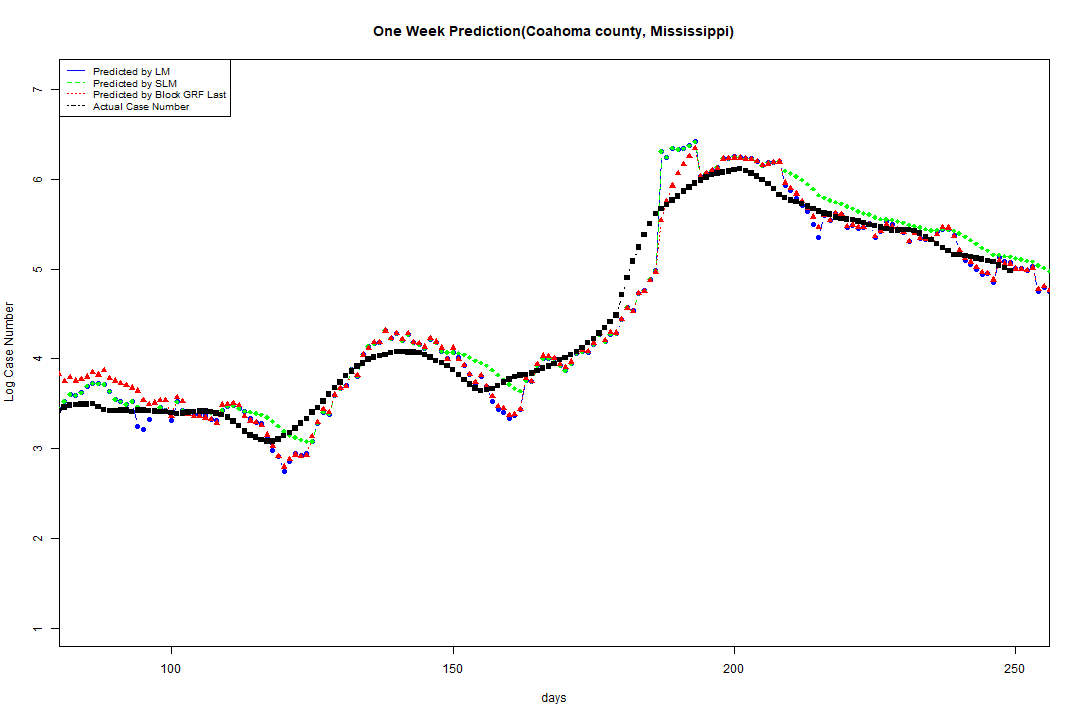 One Week Prediction(Coahoma county, Mississippi)
Predicted by LM
Predicted by SLM
Predicted by Block GRF Last
Actual Case Number
7
6
5
4
3
2
1
Log Case Number
100 150 200 250
days